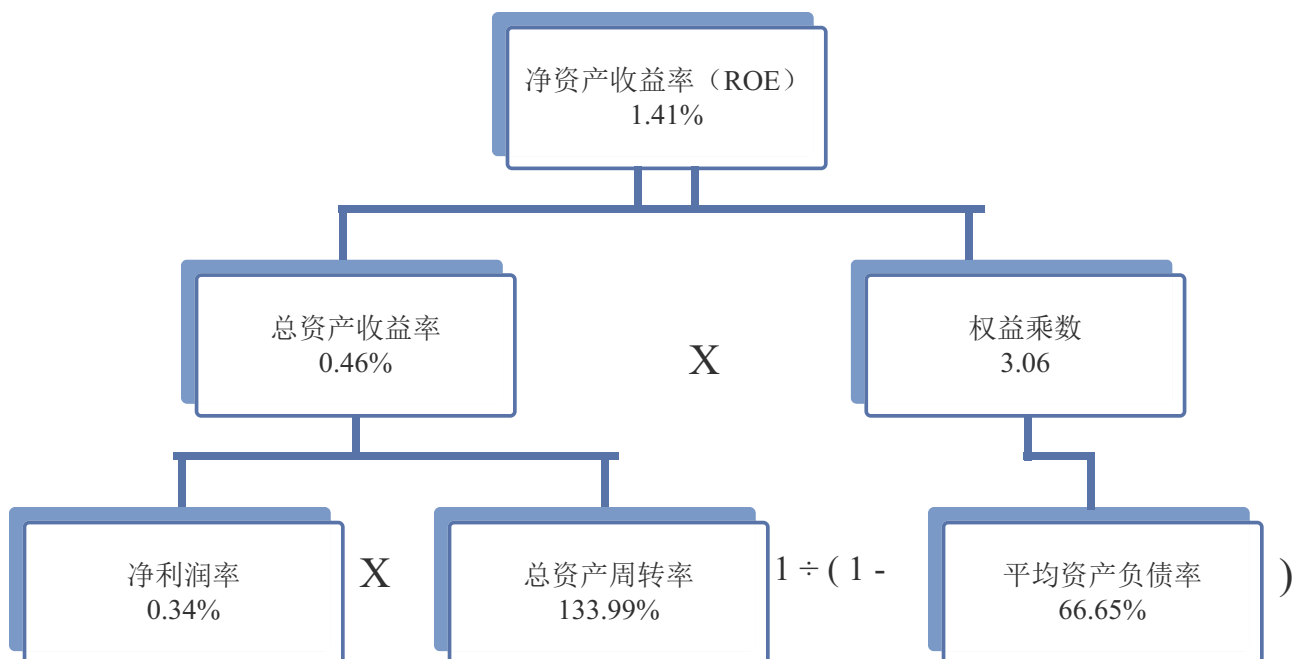 净资产收益率（ROE）
1.41%
总资产收益率
0.46%
X
权益乘数
3.06
净利润率
0.34%
X
总资产周转率
133.99%
1 ÷ ( 1 -
平均资产负债率
66.65%
)